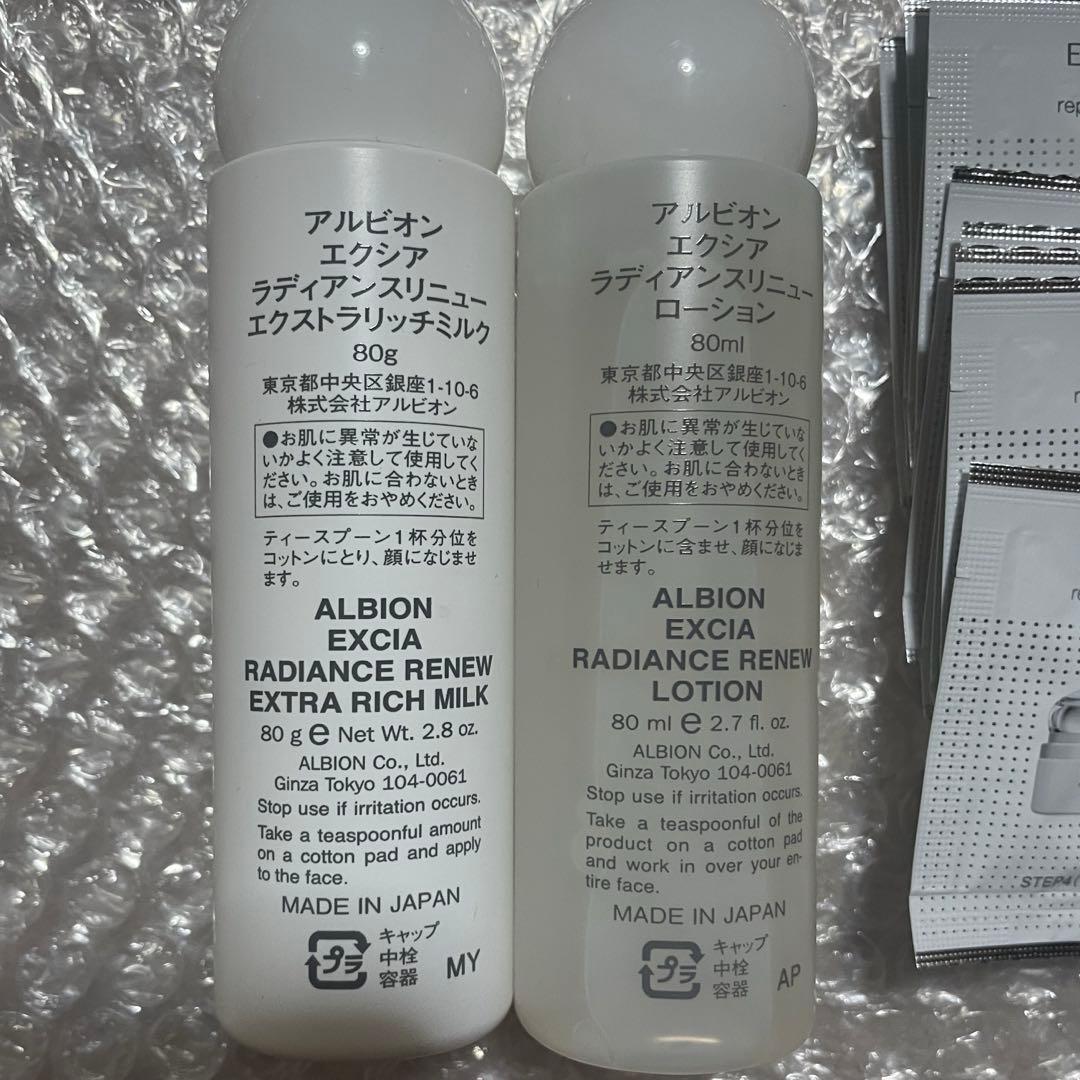 アルビオン
エクシア
ラディアンスリニュー
エクストラリッチミルク
80g
東京都中央区銀座1-10-6
株式会社アルビオン
●お肌に異常が生じていな
いかよく注意して使用してく
ださい。お肌に合わないとき
は、ご使用をおやめください。
ティースプーン1杯分位を
コットンにとり、顔になじませ
ます。
ALBION
EXCIA
RADIANCE RENEW
EXTRA RICH MILK
80 g e Net Wt. 2.8 oz.
ALBION Co., Ltd.
Ginza Tokyo 104-0061
Stop use if irritation occurs.
Take a teaspoonful amount
on a cotton pad and apply
to the face.
MADE IN JAPAN
プラ
キャップ
中栓
容器
MY
アルビオン
エクシア
ラディアンスリニュー
ローション
80ml
東京都中央区銀座1-10-6
株式会社アルビオン
●お肌に異常が生じていな
いかよく注意して使用してく
ださい。お肌に合わないとき
は、ご使用をおやめください。
ティースプーン1杯分位を
コットンに含ませ、顔になじま
せます。
ALBION
EXCIA
RADIANCE RENEW
LOTION
80 ml e 2.7 fl. oz.
ALBION Co., Ltd.
Ginza Tokyo 104-0061
Stop use if irritation occurs.
Take a teaspoonful of the
product on a cotton pad
and work in over your en-
tire face.
MADE IN JAPAN
プラ
キャップ
中栓
容器
AP
E
rep
re
STEP4(